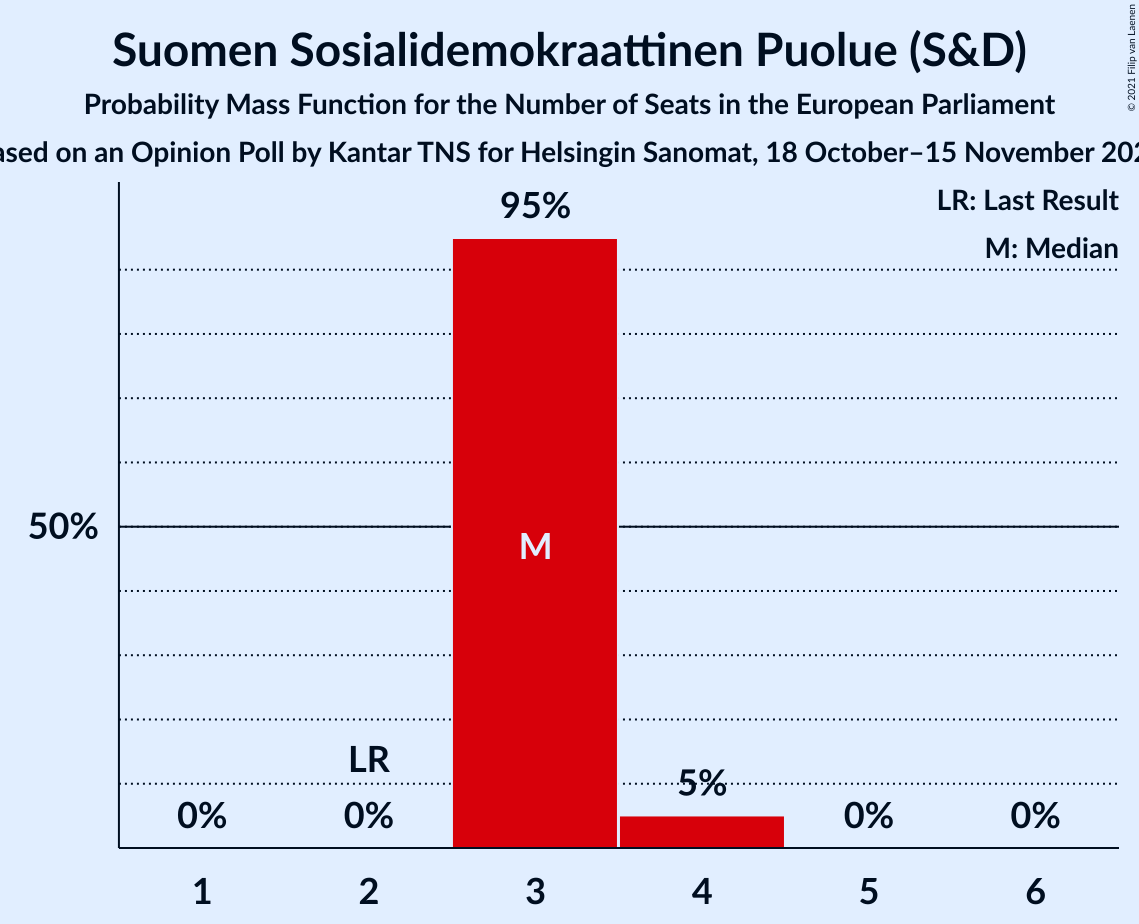 Suomen Sosialidemokraattinen Puolue (S&D)
Probability Mass Function for the Number of Seats in the European Parliament
ased on an Opinion Poll by Kantar TNS for Helsingin Sanomat, 18 October–15 November 202
© 2021 Filip van Laenen
LR: Last Result
M: Median
95%
50%
M
LR
5%
0% 0% 0% 0%
1 2 3 4 5 6